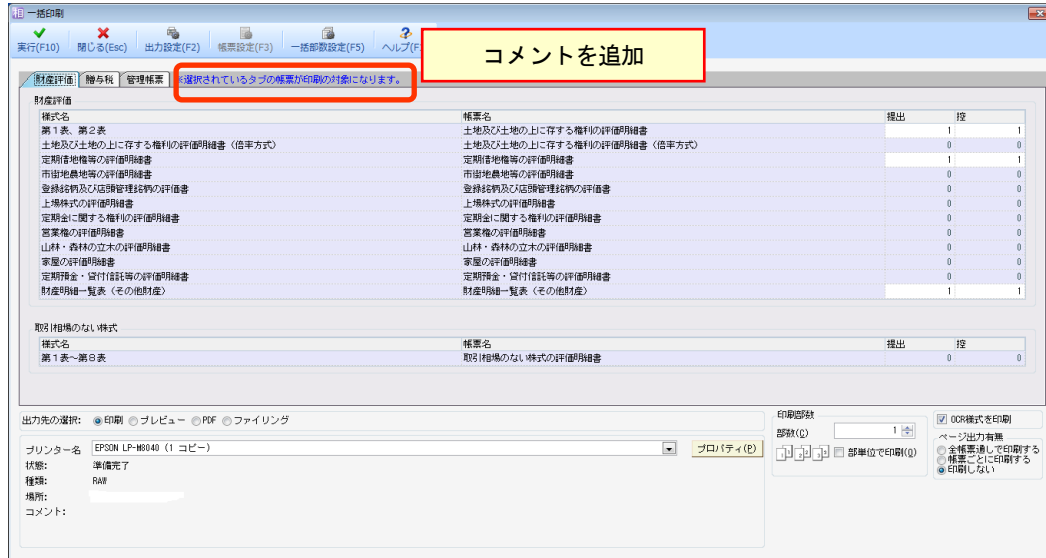 一括印刷
実行(F10) 閉じる(Esc) 出力設定(F2) 帳票設定(F3) 一括部数設定(F5) ヘルプ(F
コメントを追加
財産評価 贈与税 管理帳票 ※選択されているタブの帳票が印刷の対象になります。
財産評価
様式名 帳票名 提出 控
第1表、第2表 土地及び土地の上に存する権利の評価明細書 1 1
土地及び土地の上に存する権利の評価明細書(倍率方式) 土地及び土地の上に存する権利の評価明細書(倍率方式) 0 0
定期借地権等の評価明細書 定期借地権等の評価明細書 1 1
市街地農地等の評価明細書 市街地農地等の評価明細書 0 0
登録銘柄及び店頭管理銘柄の評価書 登録銘柄及び店頭管理銘柄の評価書 0 0
上場株式の評価明細書 上場株式の評価明細書 0 0
定期金に関する権利の評価明細書 定期金に関する権利の評価明細書 0 0
営業権の評価明細書 営業権の評価明細書 0 0
山林・森林の立木の評価明細書 山林・森林の立木の評価明細書 0 0
家屋の評価明細書 家屋の評価明細書 0 0
定期預金・貸付信託等の評価明細書 定期預金・貸付信託等の評価明細書 0 0
財産明細一覧表(その他財産) 財産明細一覧表(その他財産) 1 1
取引相場のない株式
様式名 帳票名 提出 控
第1表~第8表 取引相場のない株式の評価明細書 0 0
出力先の選択: 印刷 プレビュー PDF ファイリング
プリンター名 EPSON LP-M8040 (1 コピー) プロパティ(P)
状態: 準備完了
種類: RAW
場所:
コメント:
印刷部数
部数(C) 1
1 1 2 2 3 3 部単位で印刷(O)
OCR様式を印刷
ページ出力有無
全帳票通しで印刷する
帳票ごとに印刷する
印刷しない